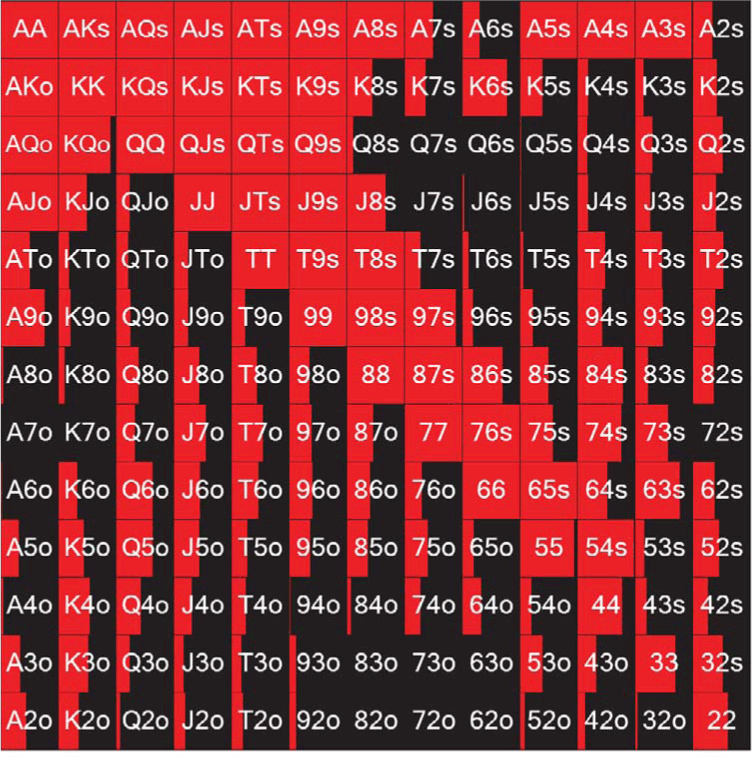 AA AKs AQs AJs ATs A9s A8s A7s A6s A5s A4s A3s A2s
AKo KK KQs KJs KTs K9s K8s K7s K6s K5s K4s K3s K2s
AQo KQo QQ QJs QTs Q9s Q8s Q7s Q6s Q5s Q4s Q3s Q2s
AJo KJo QJo JJ JTs J9s J8s J7s J6s J5s J4s J3s J2s
ATo KTo QTo JTo TT T9s T8s T7s T6s T5s T4s T3s T2s
A9o K9o Q9o J9o T9o 99 98s 97s 96s 95s 94s 93s 92s
A8o K8o Q8o J8o T8o 98o 88 87s 86s 85s 84s 83s 82s
A7o K7o Q7o J7o T7o 97o 87o 77 76s 75s 74s 73s 72s
A6o K6o Q6o J6o T6o 96o 86o 76o 66 65s 64s 63s 62s
A5o K5o Q5o J5o T5o 95o 85o 75o 65o 55 54s 53s 52s
A4o K4o Q4o J4o T4o 94o 84o 74o 64o 54o 44 43s 42s
A3o K3o Q3o J3o T3o 93o 83o 73o 63o 53o 43o 33 32s
A2o K2o Q2o J2o T2o 92o 82o 72o 62o 52o 42o 32o 22